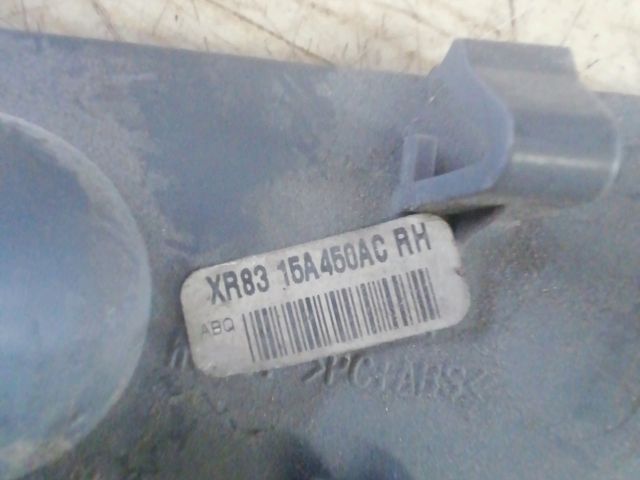 XR83 15A450AC RH
ABQ
>PC+ABS<